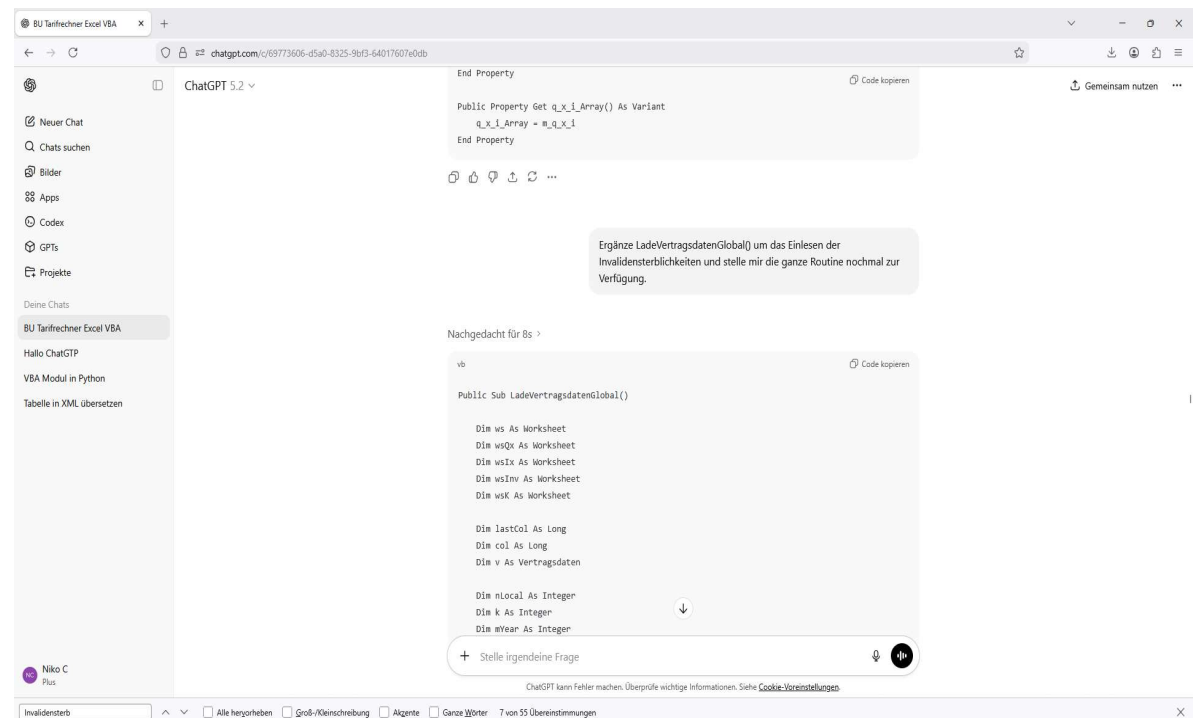 BU Tarifrechner Excel VBA
chatgpt.com/c/69773606-d5a0-8325-9bf3-64017607e0db
ChatGPT 5.2
Gemeinsam nutzen
Neuer Chat
Chats suchen
Bilder
Apps
Codex
GPTs
Projekte
Deine Chats
BU Tarifrechner Excel VBA
Hallo ChatGTP
VBA Modul in Python
Tabelle in XML übersetzen
Niko C
Plus
NC
End Property
Code kopieren
Public Property Get q_x_i_Array() As Variant
q_x_i_Array = m_q_x_i
End Property
Ergänze LadeVertragsdatenGlobal() um das Einlesen der
Invalidensterblichkeiten und stelle mir die ganze Routine nochmal zur
Verfügung.
Nachgedacht für 8s
vb
Code kopieren
Public Sub LadeVertragsdatenGlobal()
Dim ws As Worksheet
Dim wsQx As Worksheet
Dim wsIx As Worksheet
Dim wsInv As Worksheet
Dim wsK As Worksheet
Dim lastCol As Long
Dim col As Long
Dim v As Vertragsdaten
Dim nLocal As Integer
Dim k As Integer
Dim mYear As Integer
Stelle irgendeine Frage
ChatGPT kann Fehler machen. Überprüfe wichtige Informationen. Siehe Cookie-Voreinstellungen.
Invalidensterb
Alle hervorheben Groß-/Kleinschreibung Akzente Ganze Wörter 7 von 55 Übereinstimmungen